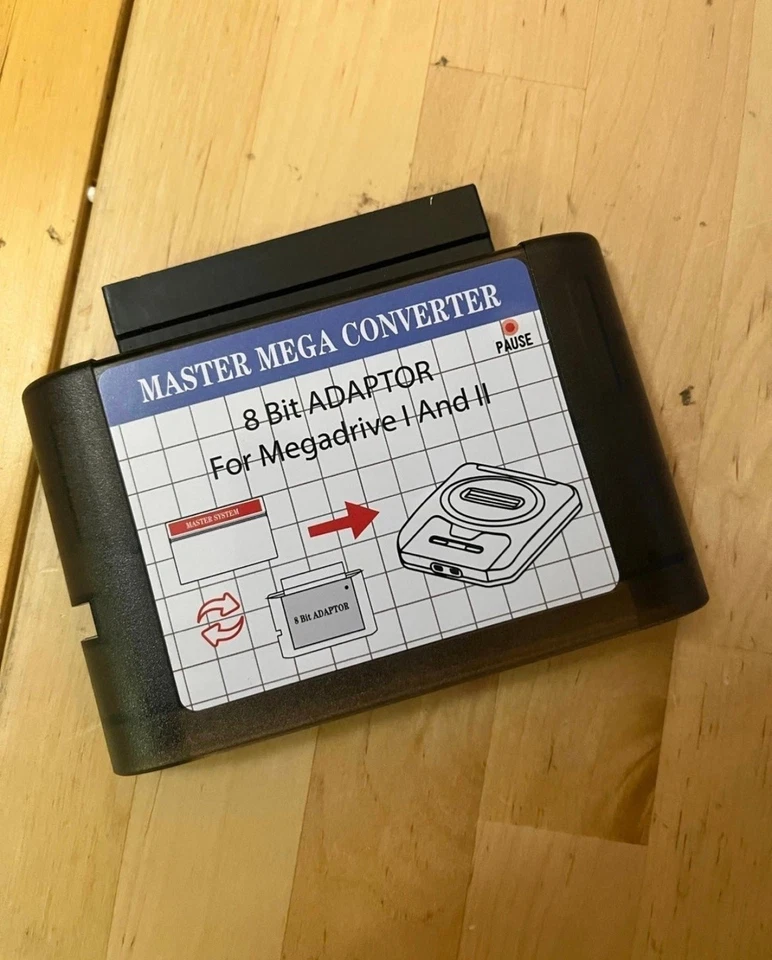 MASTER MEGA CONVERTER
PAUSE
8 Bit ADAPTOR
For Megadrive I And II
MASTER SYSTEM
8 Bit ADAPTOR